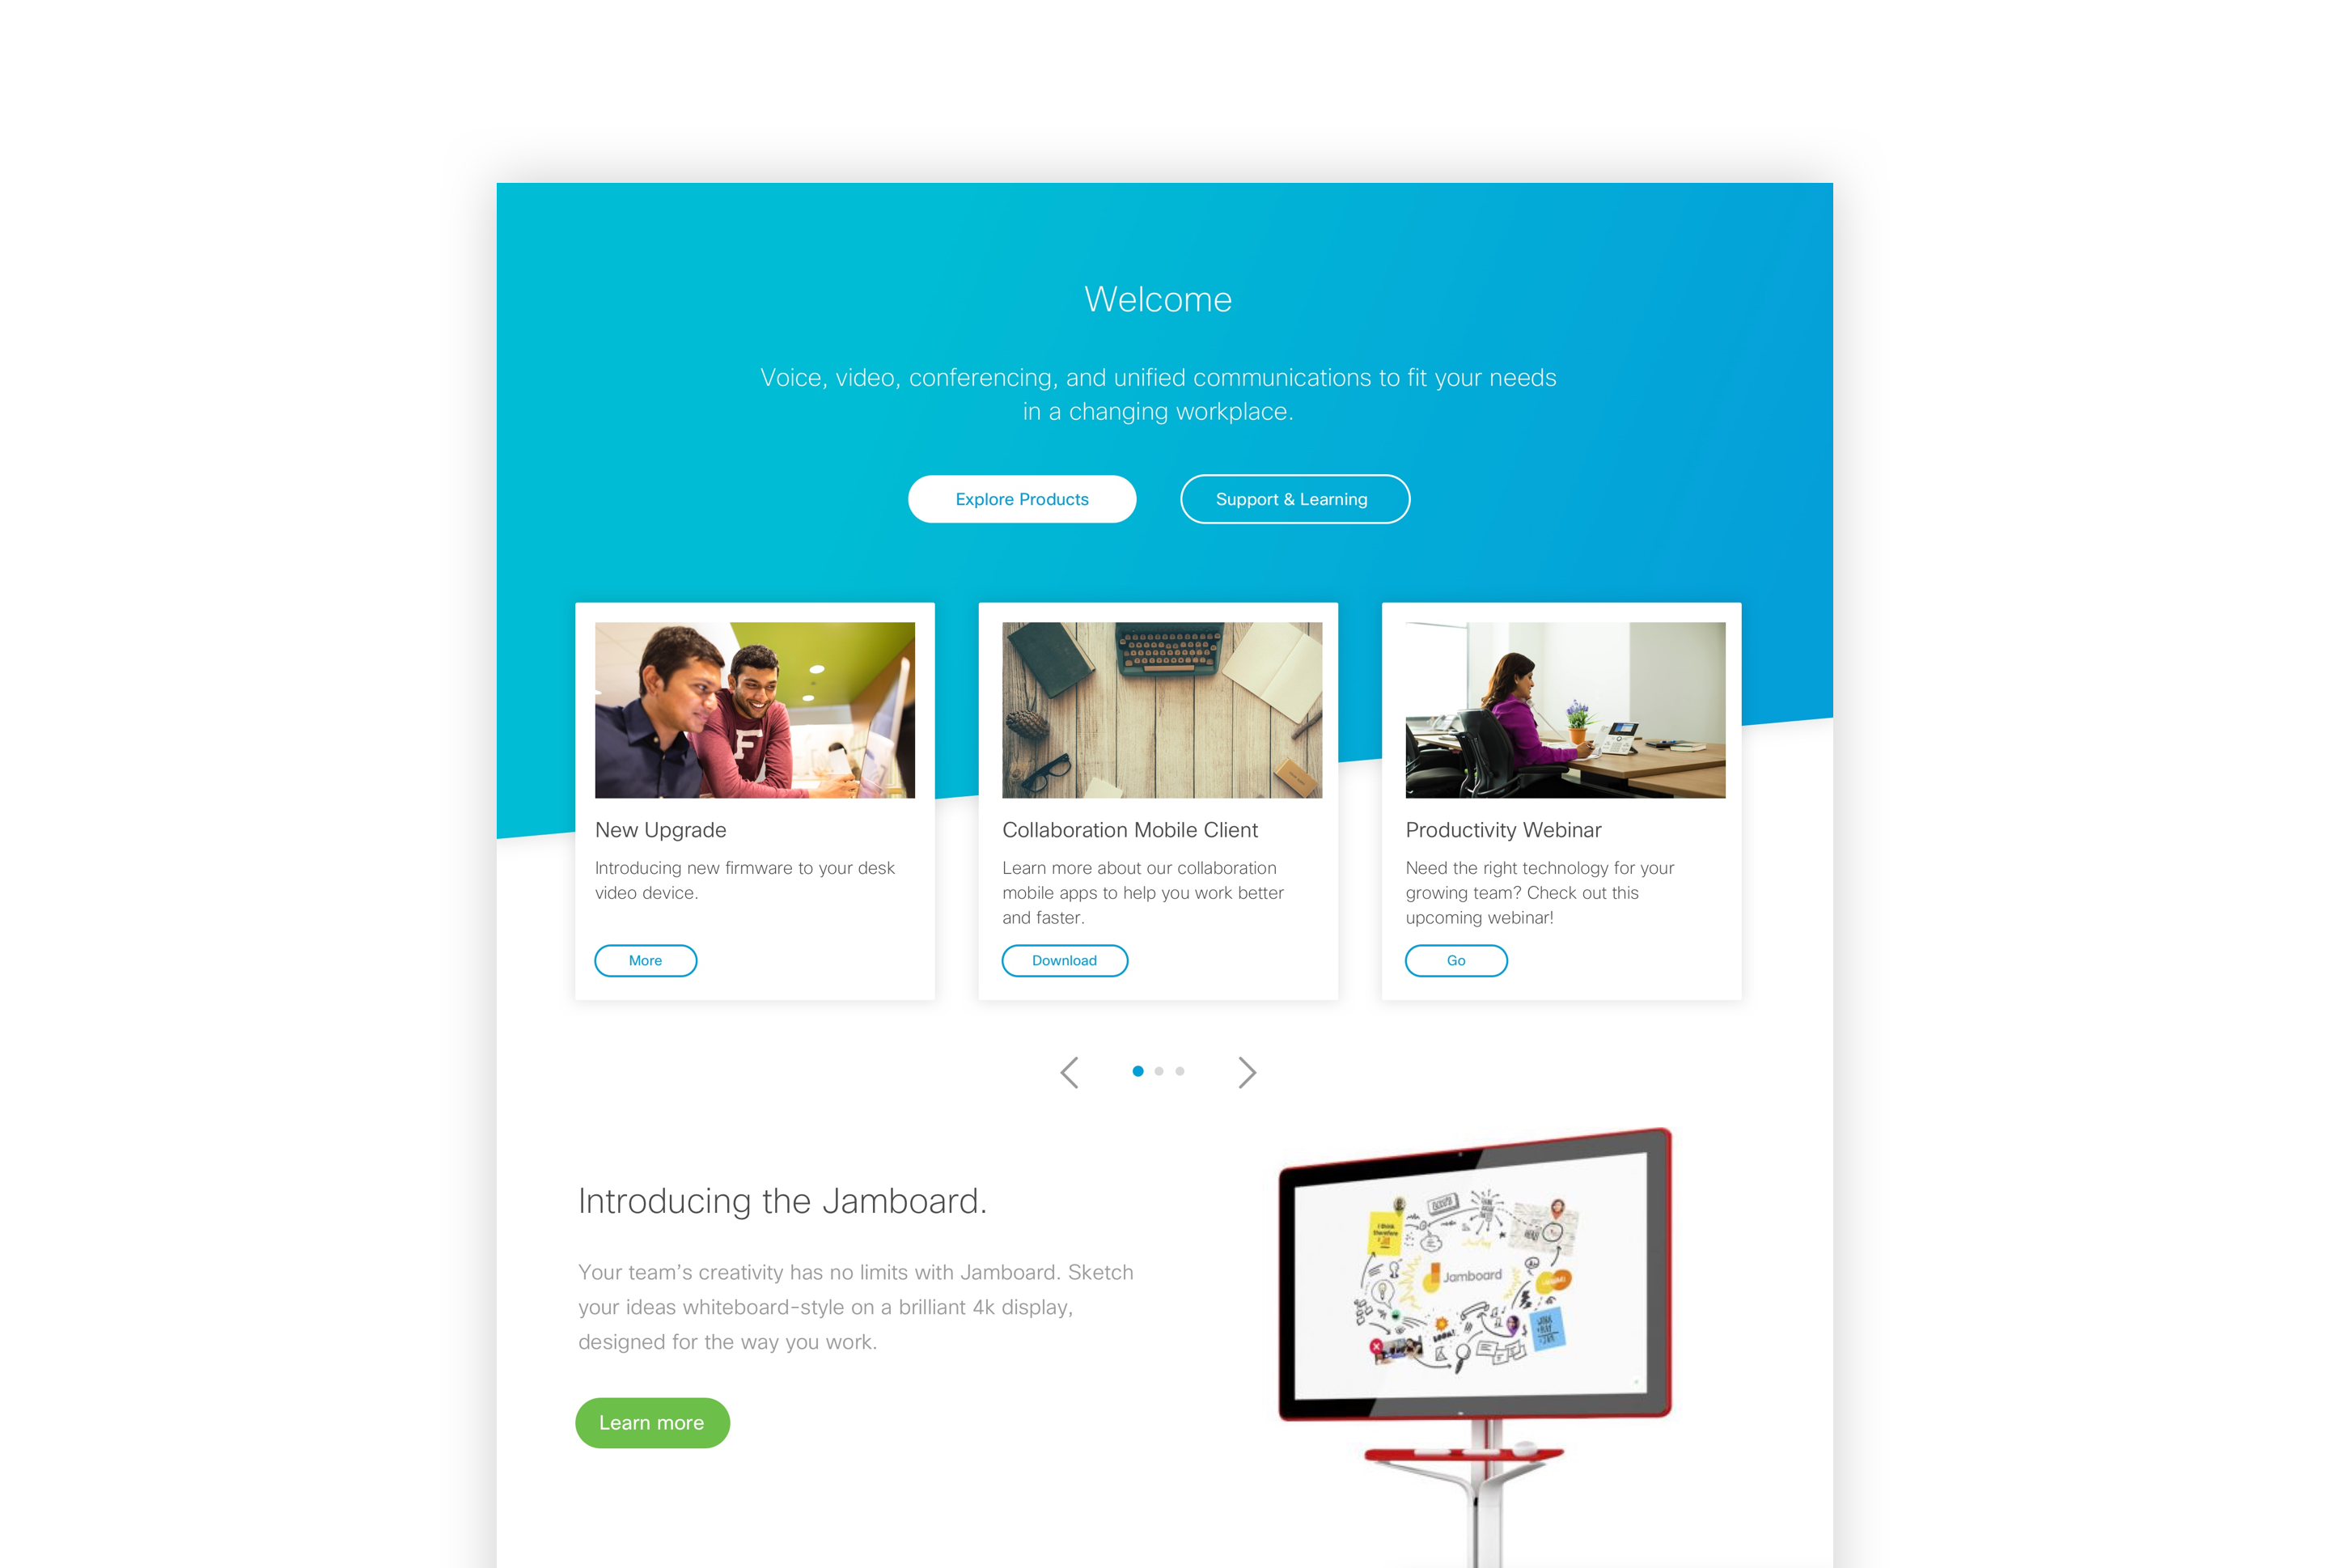 Welcome
Voice, video, conferencing, and unified communications to fit your needs
in a changing workplace.
Explore Products
Support & Learning
F
New Upgrade
Introducing new firmware to your desk
video device.
More
Collaboration Mobile Client
Learn more about our collaboration
mobile apps to help you work better
and faster.
Download
Productivity Webinar
Need the right technology for your
growing team? Check out this
upcoming webinar!
Go
Introducing the Jamboard.
Your team’s creativity has no limits with Jamboard. Sketch
your ideas whiteboard-style on a brilliant 4k display,
designed for the way you work.
Learn more
I think
therefore
Jamboard